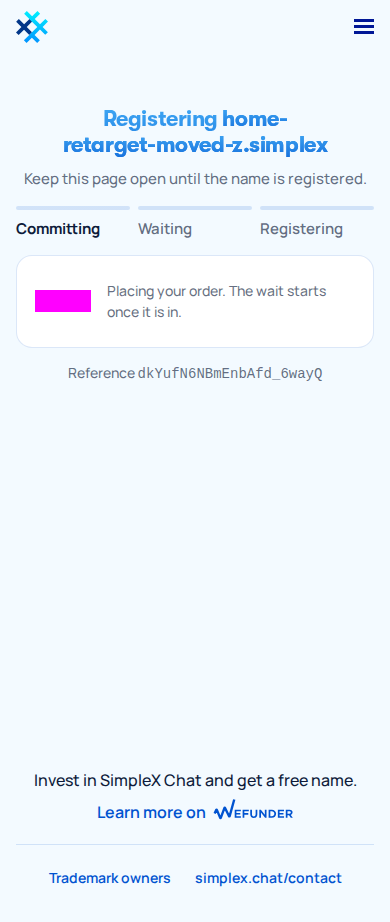 Registering home-
retarget-moved-z.simplex
Keep this page open until the name is registered.
Committing
Waiting
Registering
Placing your order. The wait starts
once it is in.
Reference dkYufN6NBmEnbAfd_6wayQ
Invest in SimpleX Chat and get a free name.
Learn more on WEFUNDER
Trademark owners
simplex.chat/contact